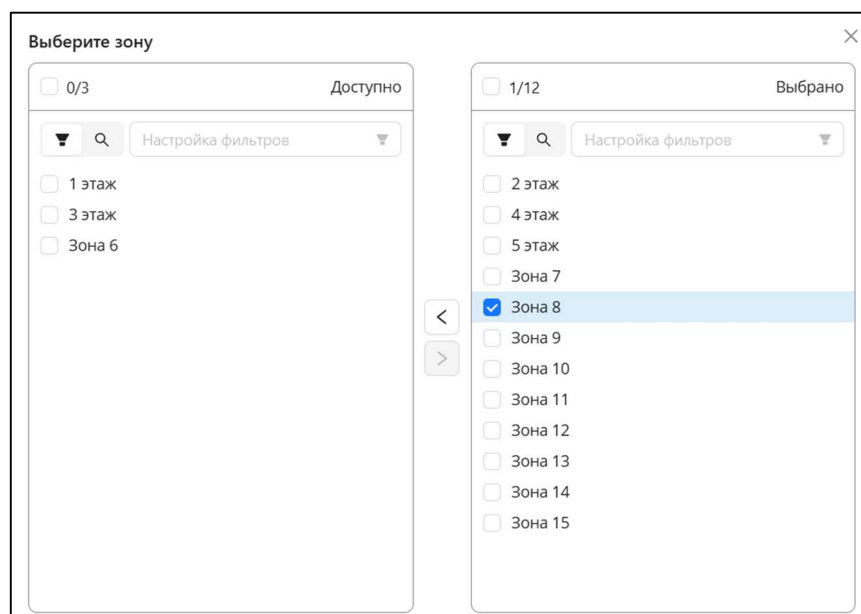 Выберите зону
0/3 Доступно
Настройка фильтров
1 этаж
3 этаж
Зона 6
1/12 Выбрано
Настройка фильтров
2 этаж
4 этаж
5 этаж
Зона 7
Зона 8
Зона 9
Зона 10
Зона 11
Зона 12
Зона 13
Зона 14
Зона 15